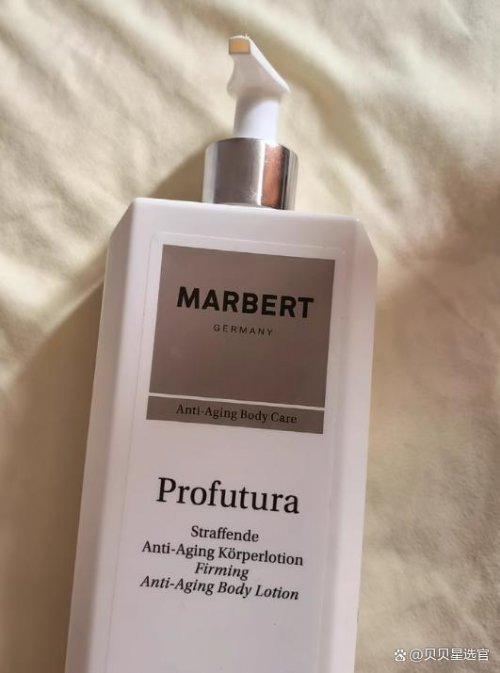 MARBERT
GERMANY
Anti-Aging Body Care
Profutura
Straffende
Anti-Aging Körperlotion
Firming
Anti-Aging Body Lotion
@贝贝星选官